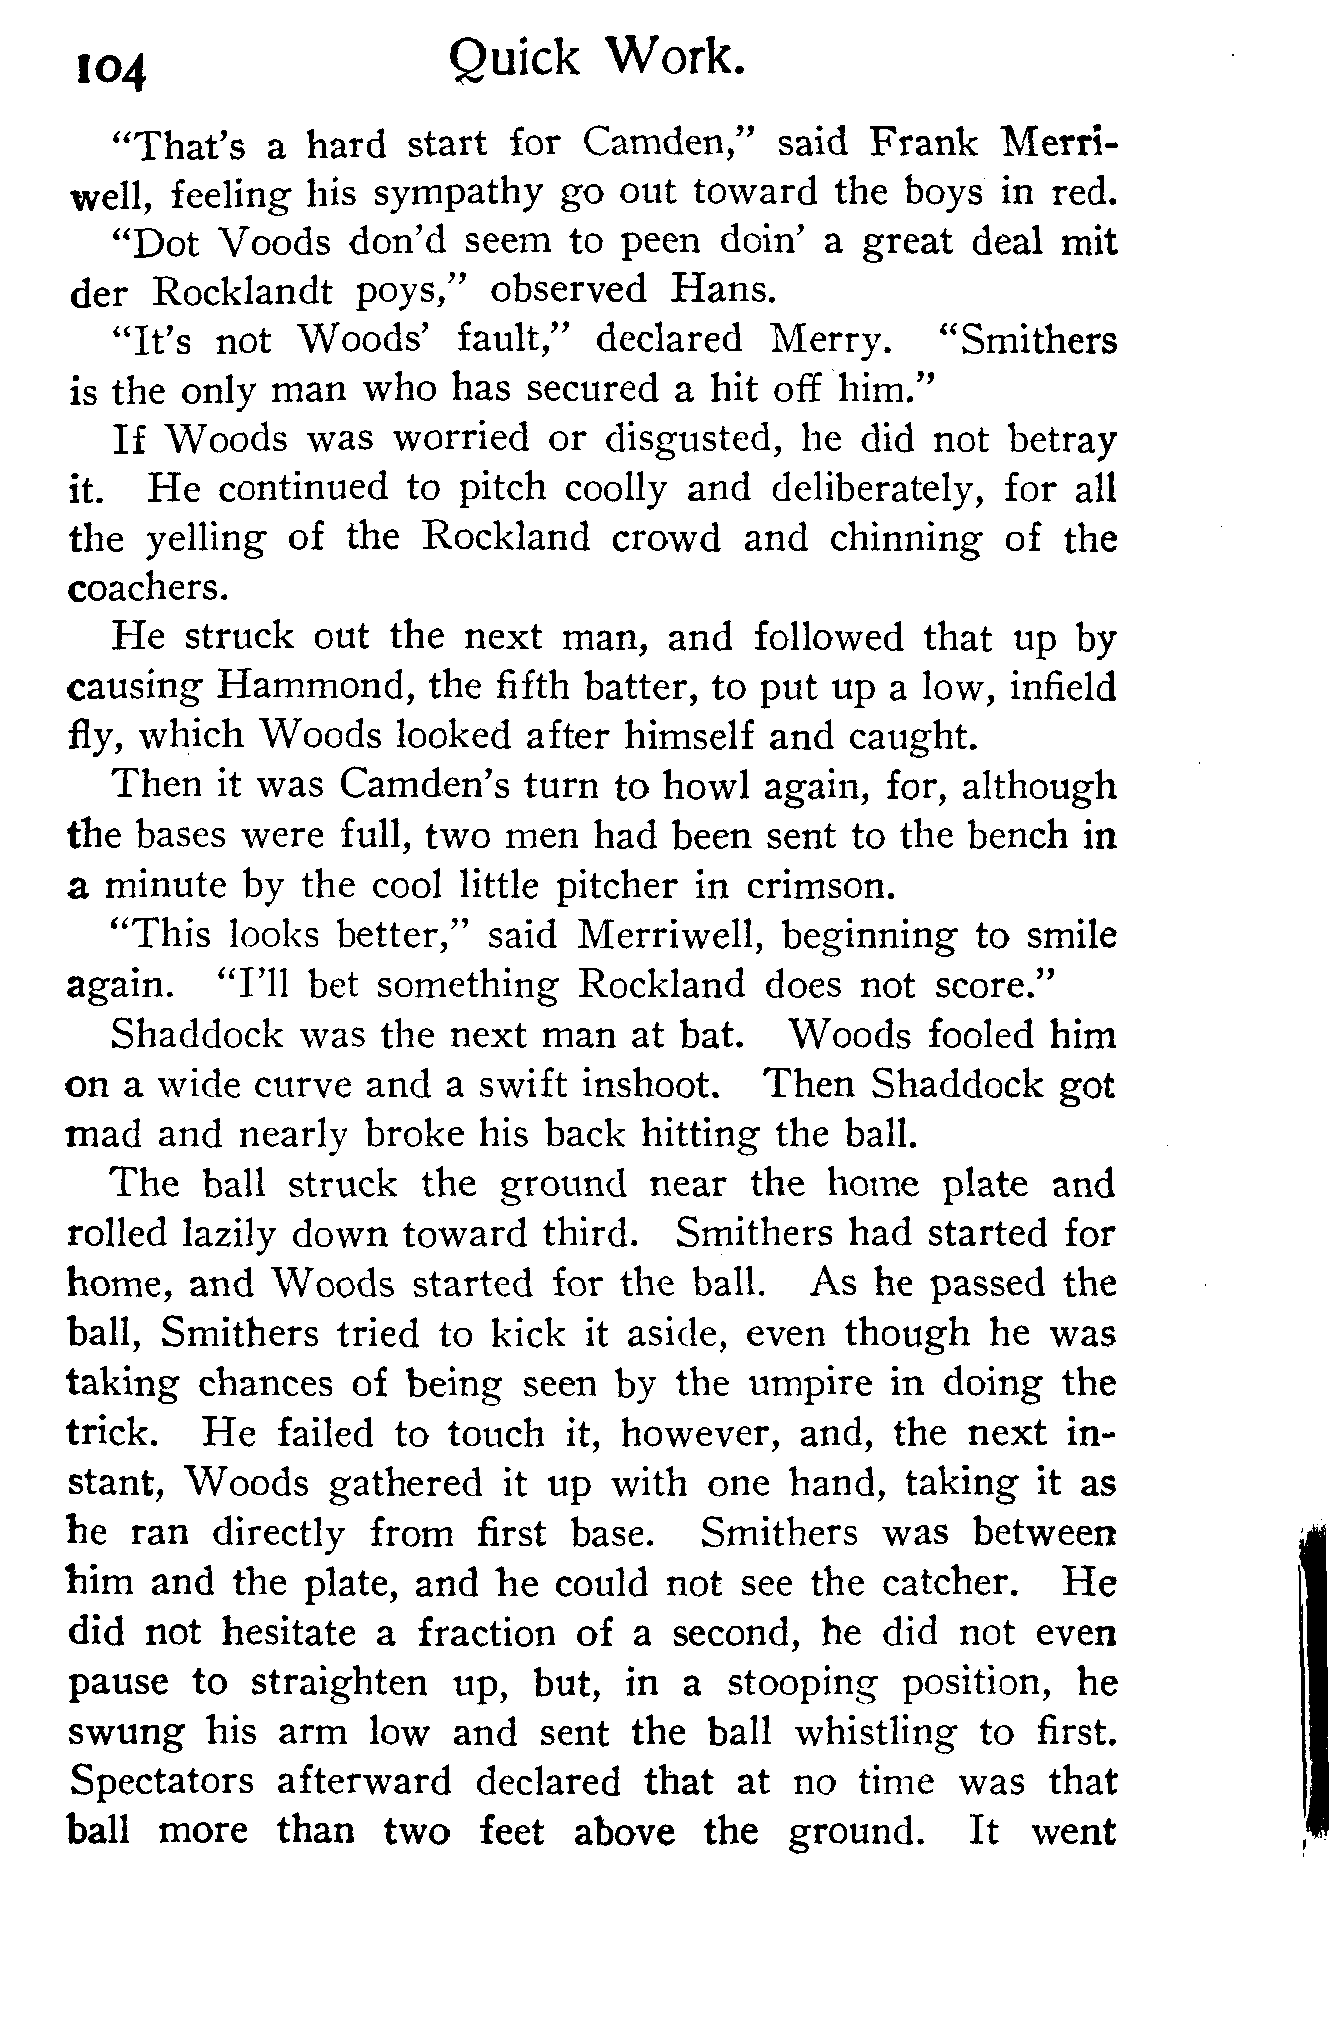 104 Quick Work.
"That's a hard start for Camden," said Frank Merri-
well, feeling his sympathy go out toward the boys in red.
"Dot Voods don'd seem to peen doin' a great deal mit
der Rocklandt poys," observed Hans.
"It's not Woods' fault," declared Merry. "Smithers
is the only man who has secured a hit off him."
If Woods was worried or disgusted, he did not betray
it. He continued to pitch coolly and deliberately, for all
the yelling of the Rockland crowd and chinning of the
coachers.
He struck out the next man, and followed that up by
causing Hammond, the fifth batter, to put up a low, infield
fly, which Woods looked after himself and caught.
Then it was Camden's turn to howl again, for, although
the bases were full, two men had been sent to the bench in
a minute by the cool little pitcher in crimson.
"This looks better," said Merriwell, beginning to smile
again. "I'll bet something Rockland does not score."
Shaddock was the next man at bat. Woods fooled him
on a wide curve and a swift inshoot. Then Shaddock got
mad and nearly broke his back hitting the ball.
The ball struck the ground near the home plate and
rolled lazily down toward third. Smithers had started for
home, and Woods started for the ball. As he passed the
ball, Smithers tried to kick it aside, even though he was
taking chances of being seen by the umpire in doing the
trick. He failed to touch it, however, and, the next in-
stant, Woods gathered it up with one hand, taking it as
he ran directly from first base. Smithers was between
him and the plate, and he could not see the catcher. He
did not hesitate a fraction of a second, he did not even
pause to straighten up, but, in a stooping position, he
swung his arm low and sent the ball whistling to first.
Spectators afterward declared that at no time was that
ball more than two feet above the ground. It went